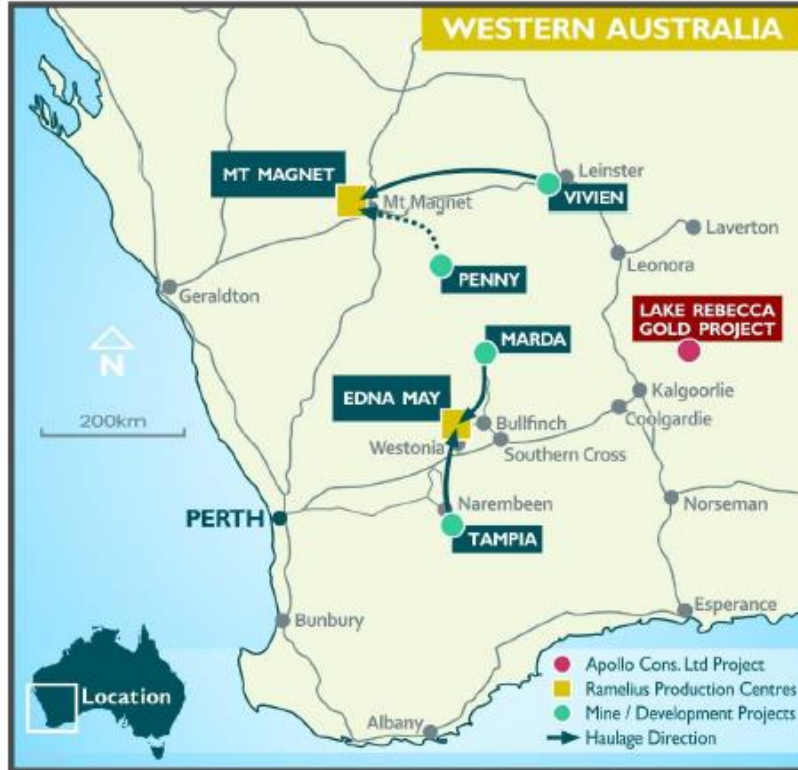 WESTERN AUSTRALIA
MT MAGNET
Leinster
Mt Magnet
VIVIEN
Laverton
Leonora
PENNY
Geraldton
LAKE REBECCA
GOLD PROJECT
N
MARDA
EDNA MAY
Kalgoorlie
200km
Bullfinch
Coolgardie
Westonia
Southern Cross
Narembeen
Norseman
PERTH
TAMPIA
Esperance
Bunbury
Apollo Cons. Ltd Project
Ramelius Production Centres
Location
Mine / Development Projects
Albany
Haulage Direction